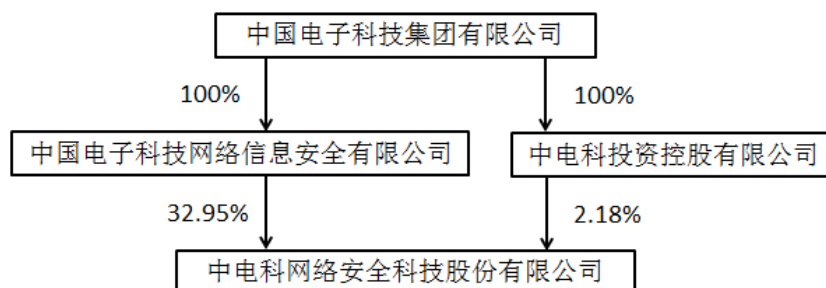 中国电子科技集团有限公司
100%
100%
中国电子科技网络信息安全有限公司
中电科投资控股有限公司
32.95%
2.18%
中电科网络安全科技股份有限公司